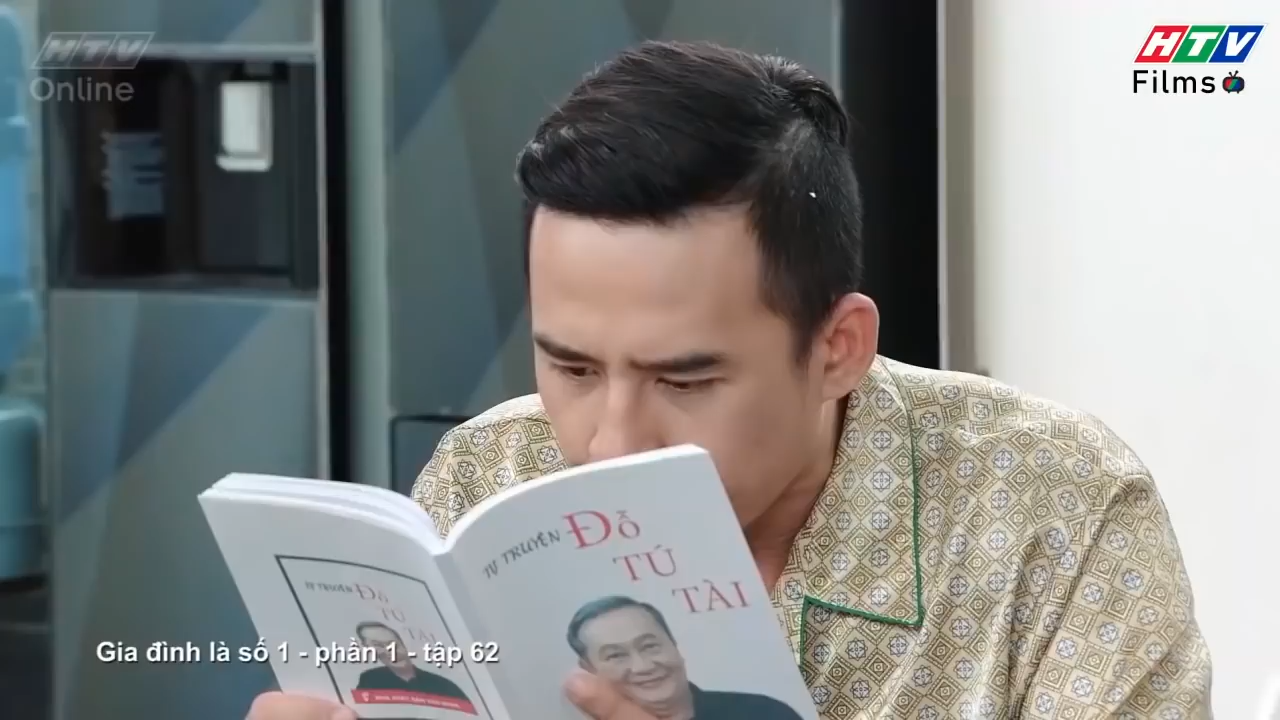 HTV
Online
HTV
Films
TỰ TRUYỆN Đỗ
TÚ
TÀI
TỰ TRUYỆN Đỗ
TÚ
TÀI
Gia đình là số 1 - phần 1 - tập 62